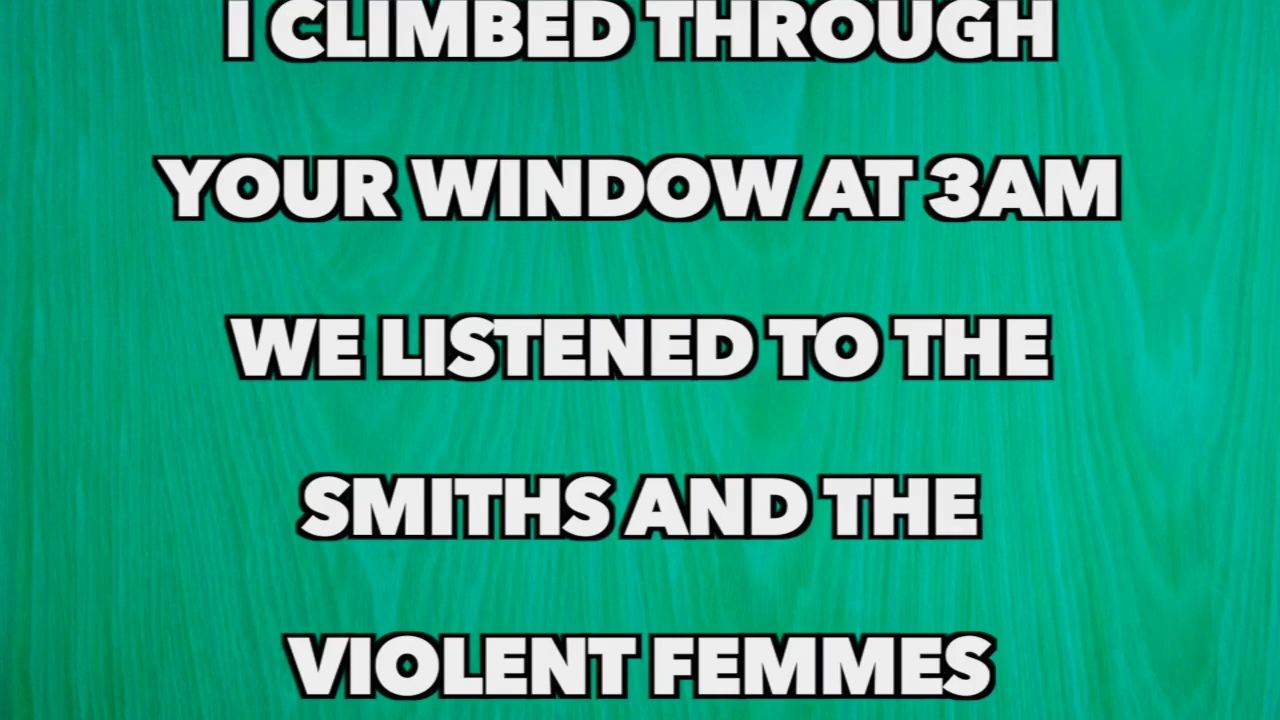 I CLIMBED THROUGH
YOUR WINDOW AT 3AM
WE LISTENED TO THE
SMITHS AND THE
VIOLENT FEMMES